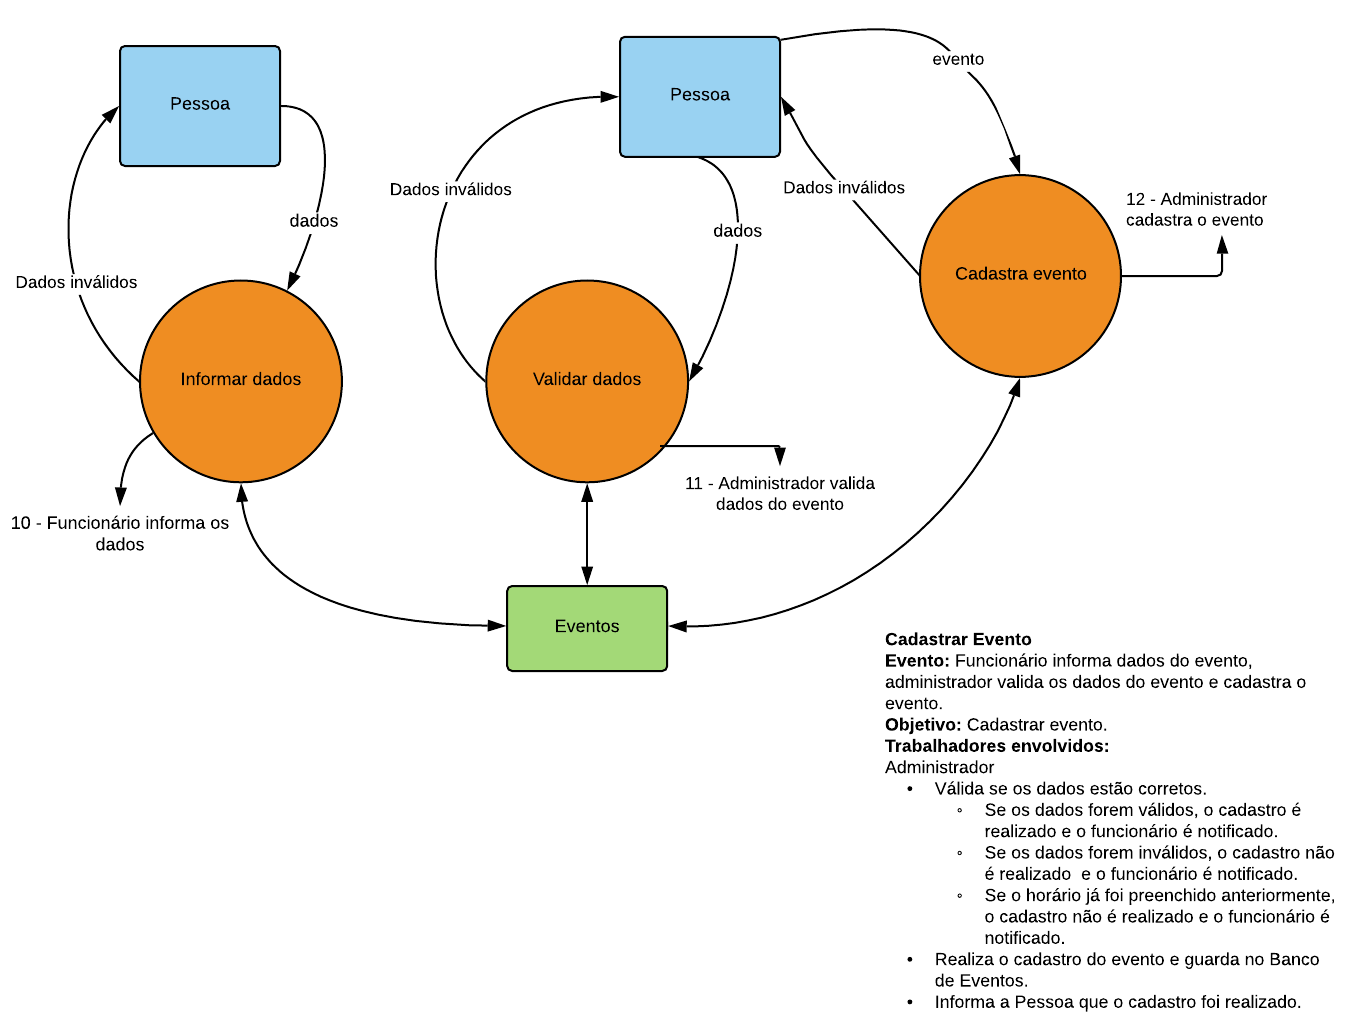 Pessoa
Pessoa
evento
Dados inválidos
Dados inválidos
12 - Administrador
cadastra o evento
dados
dados
Cadastra evento
Dados inválidos
Informar dados
Validar dados
11 - Administrador valida
dados do evento
10 - Funcionário informa os
dados
Eventos
Cadastrar Evento
Evento: Funcionário informa dados do evento,
administrador valida os dados do evento e cadastra o
evento.
Objetivo: Cadastrar evento.
Trabalhadores envolvidos:
Administrador
• Válida se os dados estão corretos.
◦ Se os dados forem válidos, o cadastro é
realizado e o funcionário é notificado.
◦ Se os dados forem inválidos, o cadastro não
é realizado  e o funcionário é notificado.
◦ Se o horário já foi preenchido anteriormente,
o cadastro não é realizado e o funcionário é
notificado.
• Realiza o cadastro do evento e guarda no Banco
de Eventos.
• Informa a Pessoa que o cadastro foi realizado.